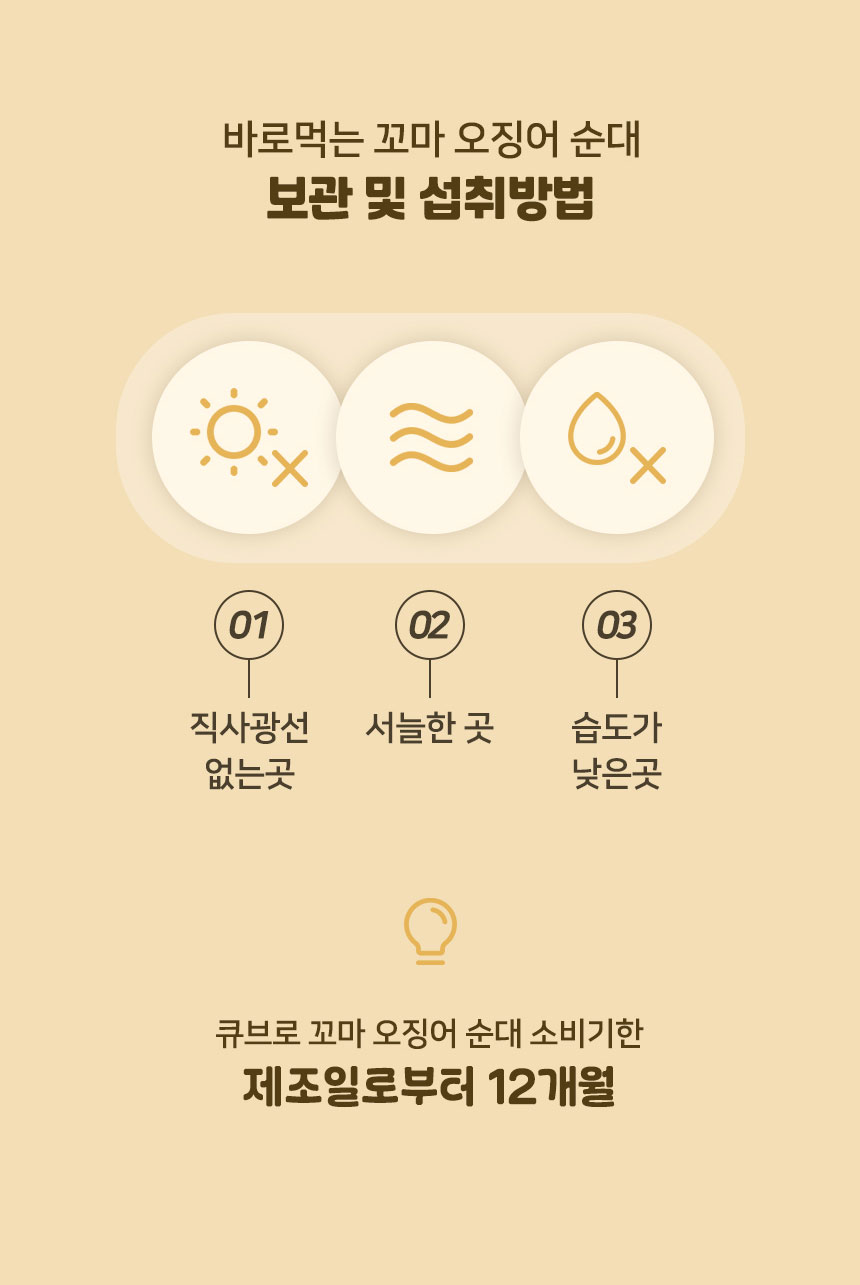 바로먹는 꼬마 오징어 순대
보관 및 섭취방법
01
직사광선
없는곳
02
서늘한 곳
03
습도가
낮은곳
큐브로 꼬마 오징어 순대 소비기한
제조일로부터 12개월